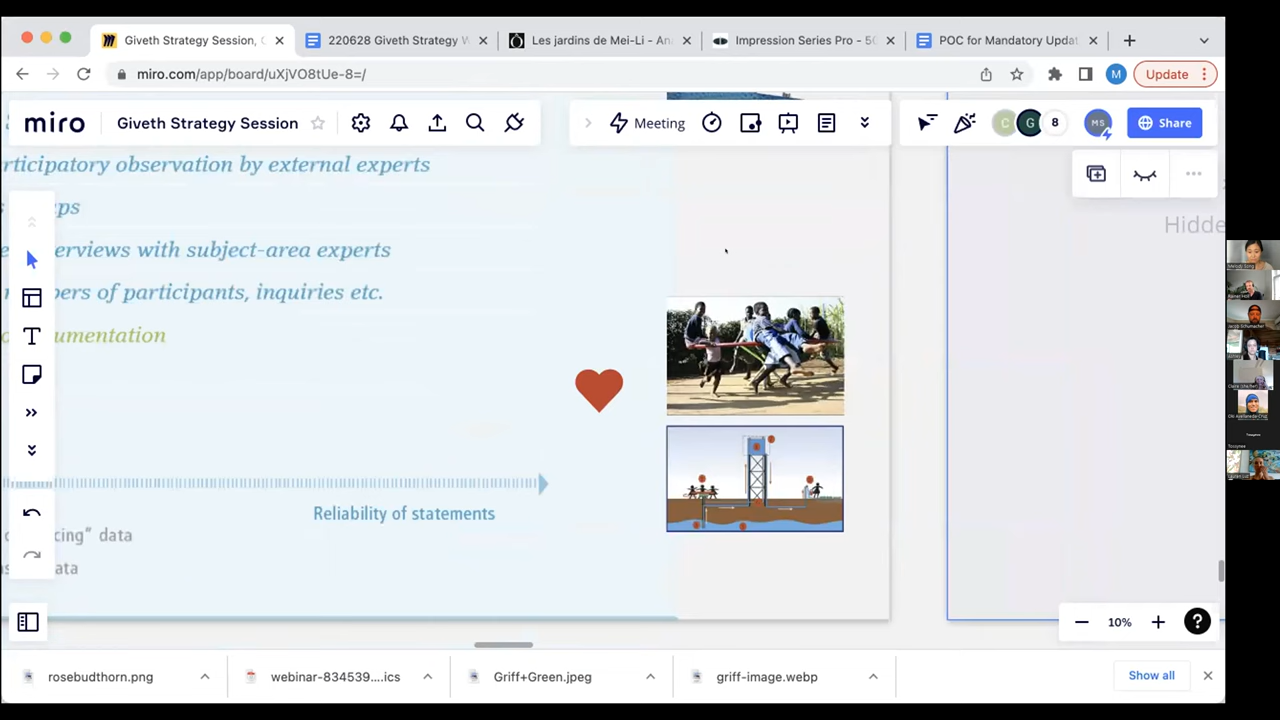 Giveth Strategy Session, 
220628 Giveth Strategy W
Les jardins de Mei-Li - An
Impression Series Pro - 50
POC for Mandatory Updat
miro.com/app/board/uXjVO8tUe-8=/
M
Update
miro
Giveth Strategy Session
Meeting
C
G
8
MS
Share
rticipatory observation by external experts
ps
erviews with subject-area experts
bers of participants, inquiries etc.
umentation
Hidde
Reliability of statements
cing" data
ata
10%
rosebudthorn.png
webinar-834539....ics
Griff+Green.jpeg
griff-image.webp
Show all